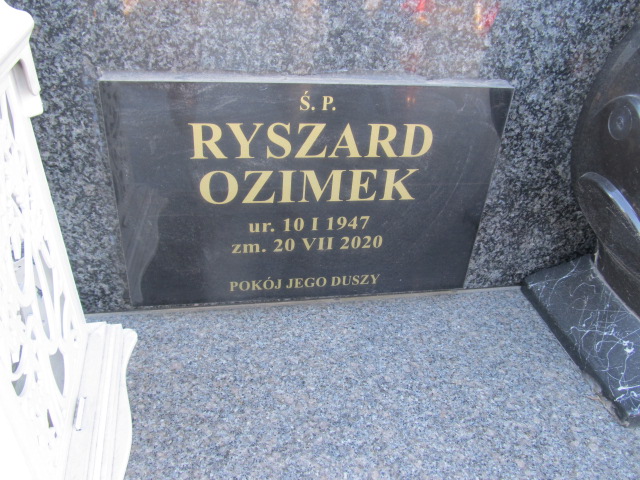 Ś. P.
RYSZARD
OZIMEK
ur. 10 I 1947
zm. 20 VII 2020
POKÓJ JEGO DUSZY